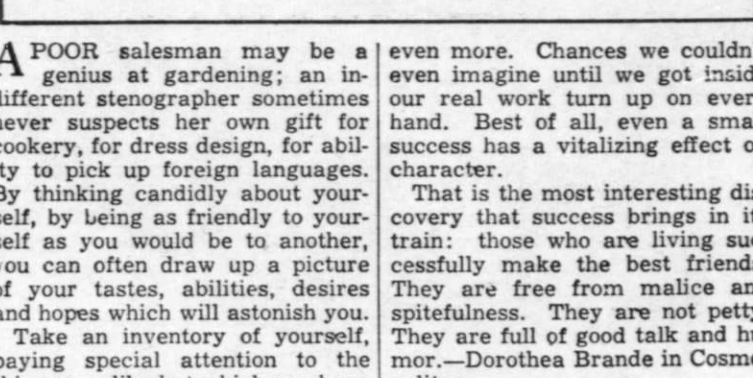 A POOR salesman may be a
genius at gardening; an in-
different stenographer sometimes
never suspects her own gift for
cookery, for dress design, for abil-
ty to pick up foreign languages.
By thinking candidly about your-
self, by being as friendly to your-
self as you would be to another,
you can often draw up a picture
of your tastes, abilities, desires
and hopes which will astonish you.
Take an inventory of yourself,
paying special attention to the
even more. Chances we couldn
even imagine until we got insid
our real work turn up on ever
hand. Best of all, even a sma
success has a vitalizing effect o
character.
That is the most interesting di
covery that success brings in i
train: those who are living su
cessfully make the best friend
They are free from malice an
spitefulness. They are not petty
They are full of good talk and h
mor.—Dorothea Brande in Cosm